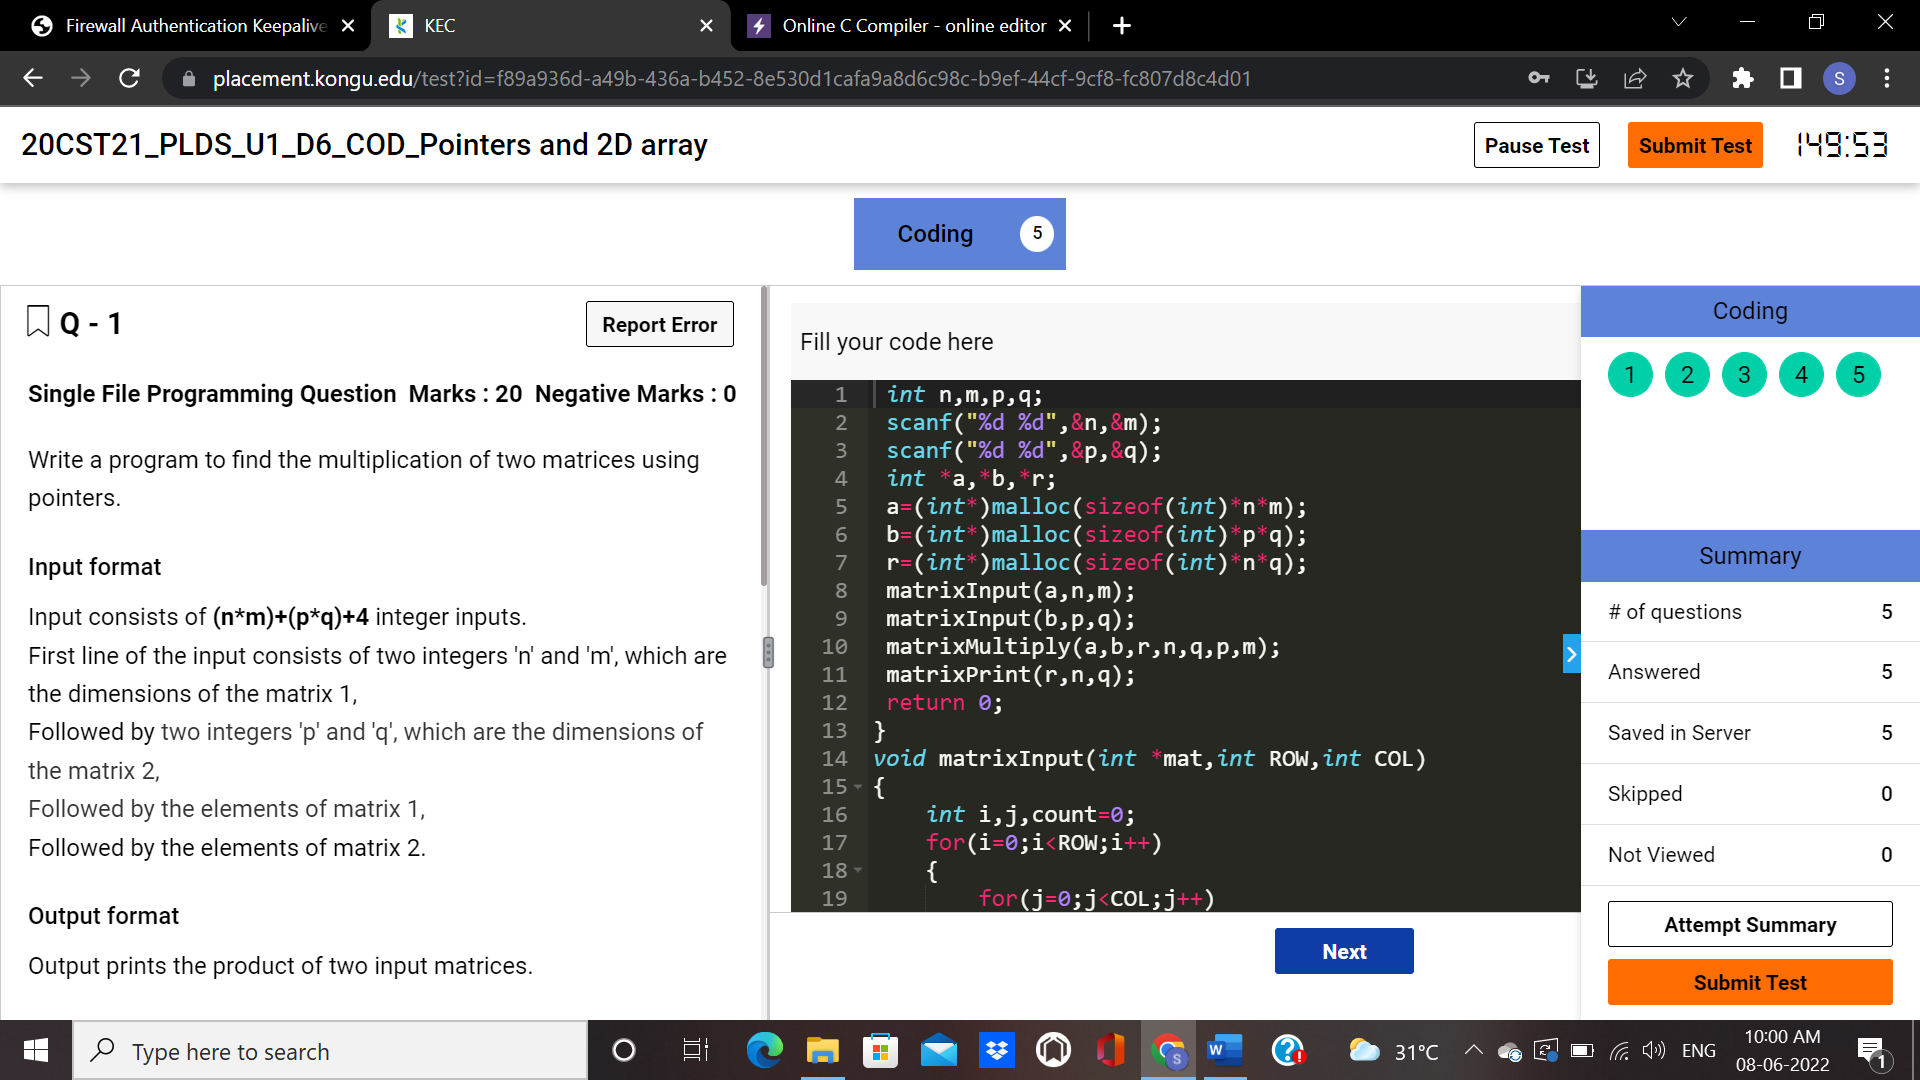 Firewall Authentication Keepalive
KEC
Online C Compiler - online editor
placement.kongu.edu/test?id=f89a936d-a49b-436a-b452-8e530d1cafa9a8d6c98c-b9ef-44cf-9cf8-fc807d8c4d01
S
20CST21_PLDS_U1_D6_COD_Pointers and 2D array
Pause Test
Submit Test
149:53
Coding 5
Q - 1
Report Error
Single File Programming Question Marks : 20 Negative Marks : 0
Write a program to find the multiplication of two matrices using
pointers.
Input format
Input consists of (n*m)+(p*q)+4 integer inputs.
First line of the input consists of two integers 'n' and 'm', which are
the dimensions of the matrix 1,
Followed by two integers 'p' and 'q', which are the dimensions of
the matrix 2,
Followed by the elements of matrix 1,
Followed by the elements of matrix 2.
Output format
Output prints the product of two input matrices.
Fill your code here
1 int n,m,p,q;
2 scanf("%d %d",&n,&m);
3 scanf("%d %d",&p,&q);
4 int *a,*b,*r;
5 a=(int*)malloc(sizeof(int)*n*m);
6 b=(int*)malloc(sizeof(int)*p*q);
7 r=(int*)malloc(sizeof(int)*n*q);
8 matrixInput(a,n,m);
9 matrixInput(b,p,q);
10 matrixMultiply(a,b,r,n,q,p,m);
11 matrixPrint(r,n,q);
12 return 0;
13 }
14 void matrixInput(int *mat,int ROW,int COL)
15 {
16 int i,j,count=0;
17 for(i=0;i<ROW;i++)
18 {
19 for(j=0;j<COL;j++)
Next
Coding
1 2 3 4 5
Summary
# of questions 5
Answered 5
Saved in Server 5
Skipped 0
Not Viewed 0
Attempt Summary
Submit Test
Type here to search
S
W
31°C
ENG
10:00 AM
08-06-2022
1